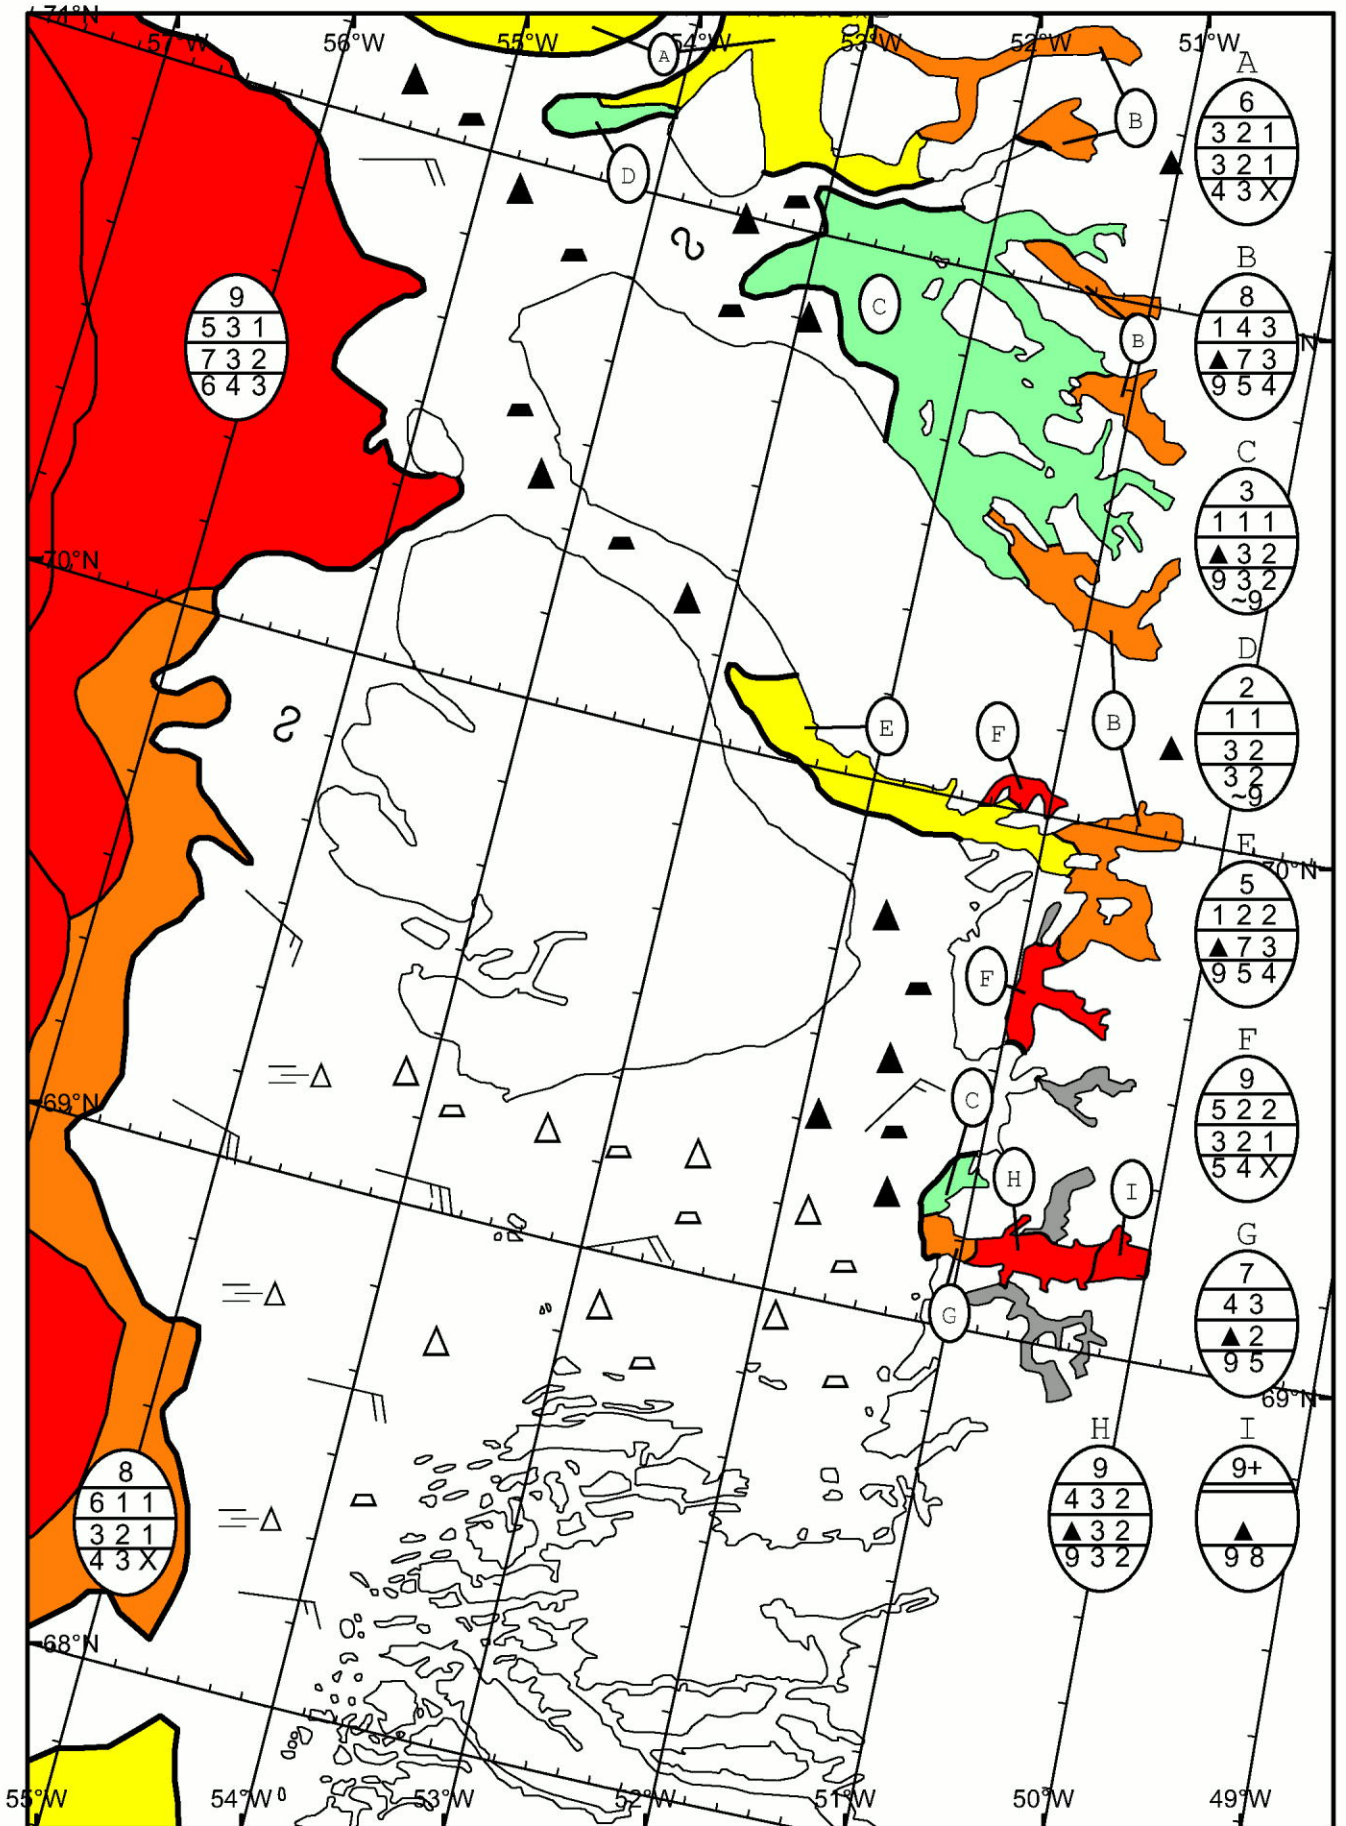 71°N
57°W 56°W 55°W 54°W 53°W 52°W 51°W
A
A
6
3 2 1
3 2 1
4 3 X
B
D
B
8
1 4 3
▲ 7 3
9 5 4
9
5 3 1
7 3 2
6 4 3
C
B
N
C
3
1 1 1
▲ 3 2
9 3 2
~9
70°N
D
2
1 1
3 2
3 2
~9
E
F
B
E
70°N
5
1 2 2
▲ 7 3
9 5 4
F
F
9
5 2 2
3 2 1
5 4 X
69°N
C
H
I
G
7
4 3
▲ 2
9 5
G
69°N
H
9
4 3 2
▲ 3 2
9 3 2
I
9+
▲
9 8
8
6 1 1
3 2 1
4 3 X
68°N
55°W 54°W 53°W 52°W 51°W 50°W 49°W